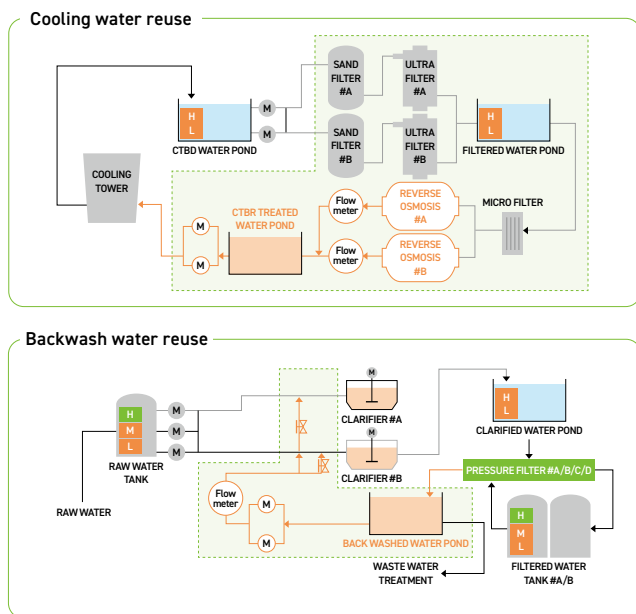 Cooling water reuse
H
L
CTBD WATER POND
M
M
SAND
FILTER
#A
SAND
FILTER
#B
ULTRA
FILTER
#A
ULTRA
FILTER
#B
H
L
FILTERED WATER POND
COOLING
TOWER
M
M
CTBR TREATED
WATER POND
Flow
meter
Flow
meter
REVERSE
OSMOSIS
#A
REVERSE
OSMOSIS
#B
MICRO FILTER
Backwash water reuse
H
M
L
RAW WATER
TANK
RAW WATER
M
M
M
M
CLARIFIER #A
M
CLARIFIER #B
H
L
CLARIFIED WATER POND
PRESSURE FILTER #A/B/C/D
Flow
meter
M
M
BACK WASHED WATER POND
WASTE WATER
TREATMENT
H
M
L
FILTERED WATER
TANK #A/B